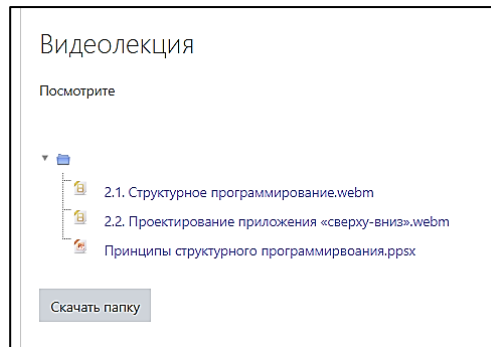 Видеолекция
Посмотрите
2.1. Структурное программирование.webm
2.2. Проектирование приложения «сверху-вниз».webm
Принципы структурного программирвоания.ppsx
Скачать папку